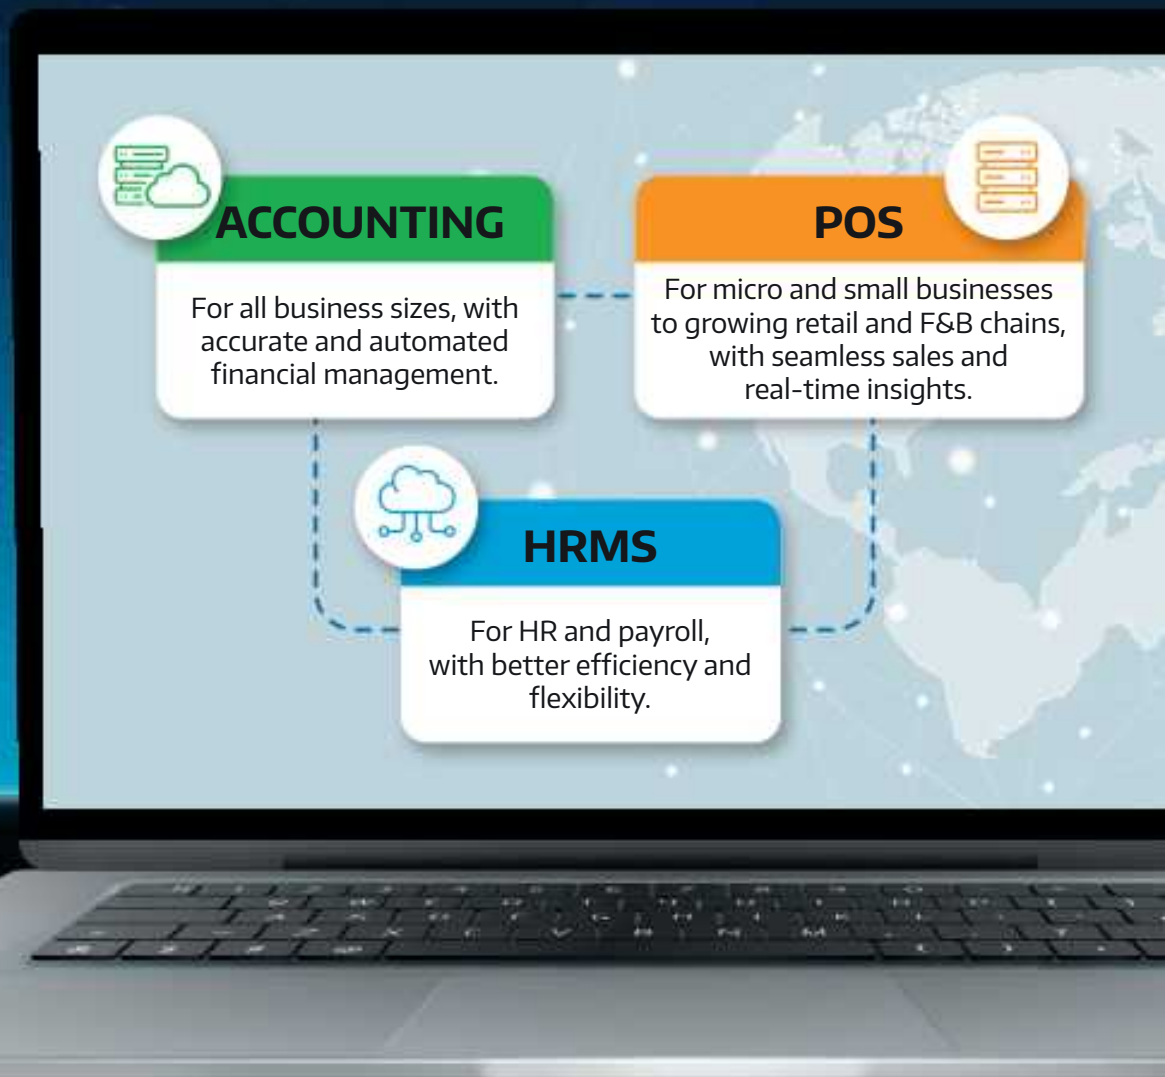 ACCOUNTING
For all business sizes, with
accurate and automated
financial management.
POS
For micro and small businesses
to growing retail and F&B chains,
with seamless sales and
real-time insights.
HRMS
For HR and payroll,
with better efficiency and
flexibility.